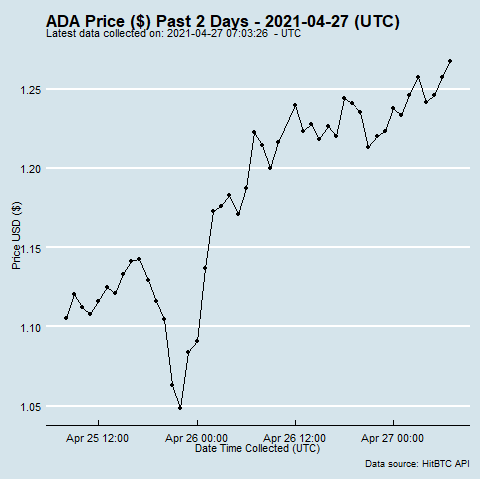 ADA Price ($) Past 2 Days - 2021-04-27 (UTC)
Latest data collected on: 2021-04-27 07:03:26 - UTC
Price USD ($)
1.25
1.20
1.15
1.10
1.05
Apr 25 12:00
Apr 26 00:00
Apr 26 12:00
Apr 27 00:00
Date Time Collected (UTC)
Data source: HitBTC API